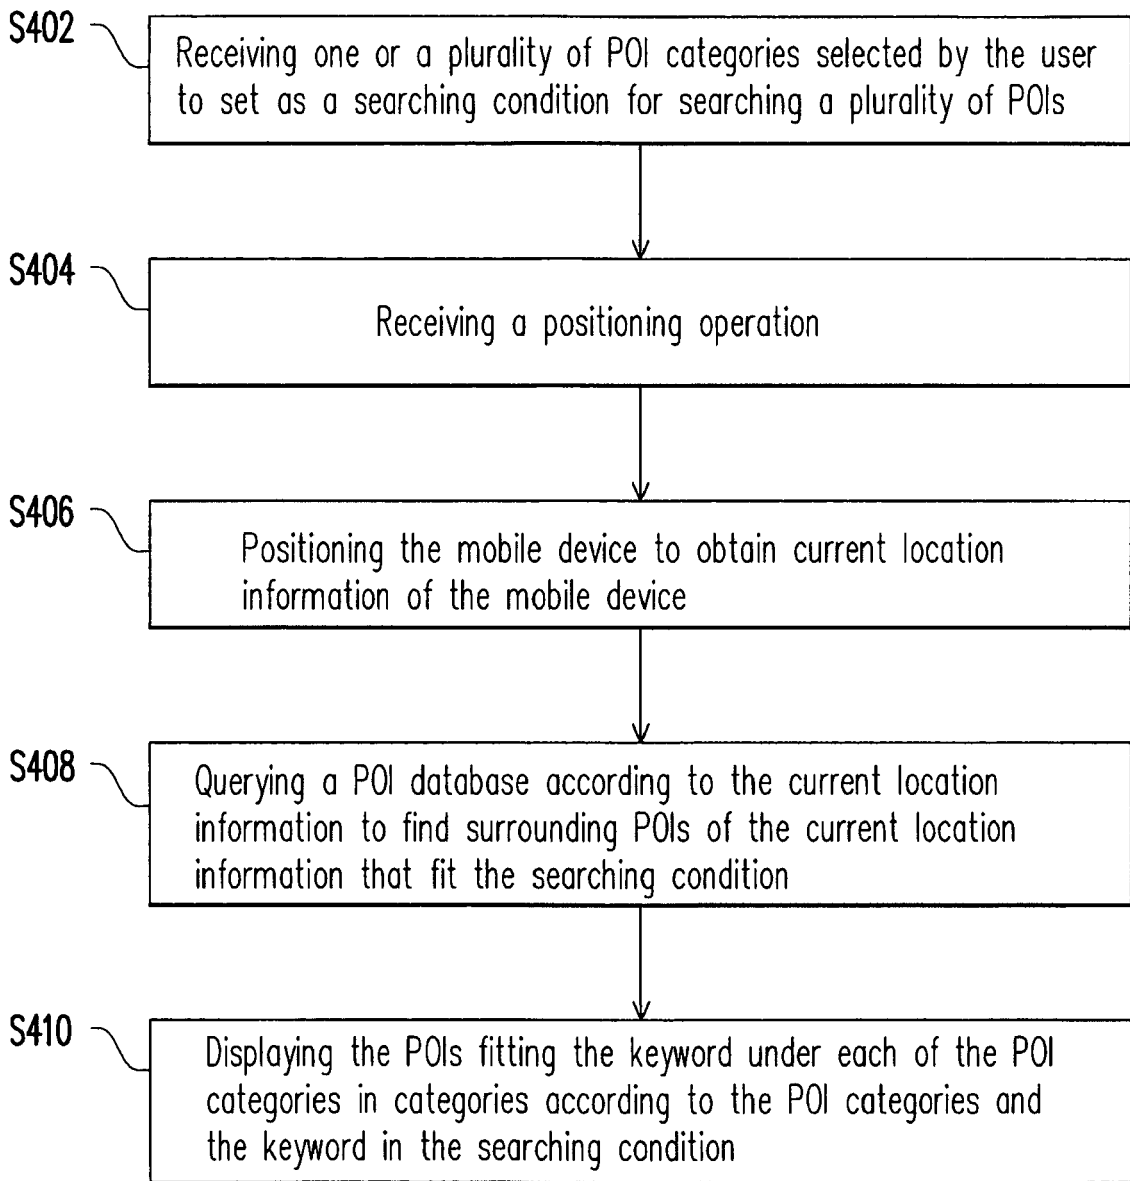 S402
Receiving one or a plurality of POI categories selected by the user
to set as a searching condition for searching a plurality of POIs
S404
Receiving a positioning operation
S406
Positioning the mobile device to obtain current location
information of the mobile device
S408
Querying a POI database according to the current location
information to find surrounding POIs of the current location
information that fit the searching condition
S410
Displaying the POIs fitting the keyword under each of the POI
categories in categories according to the POI categories and
the keyword in the searching condition